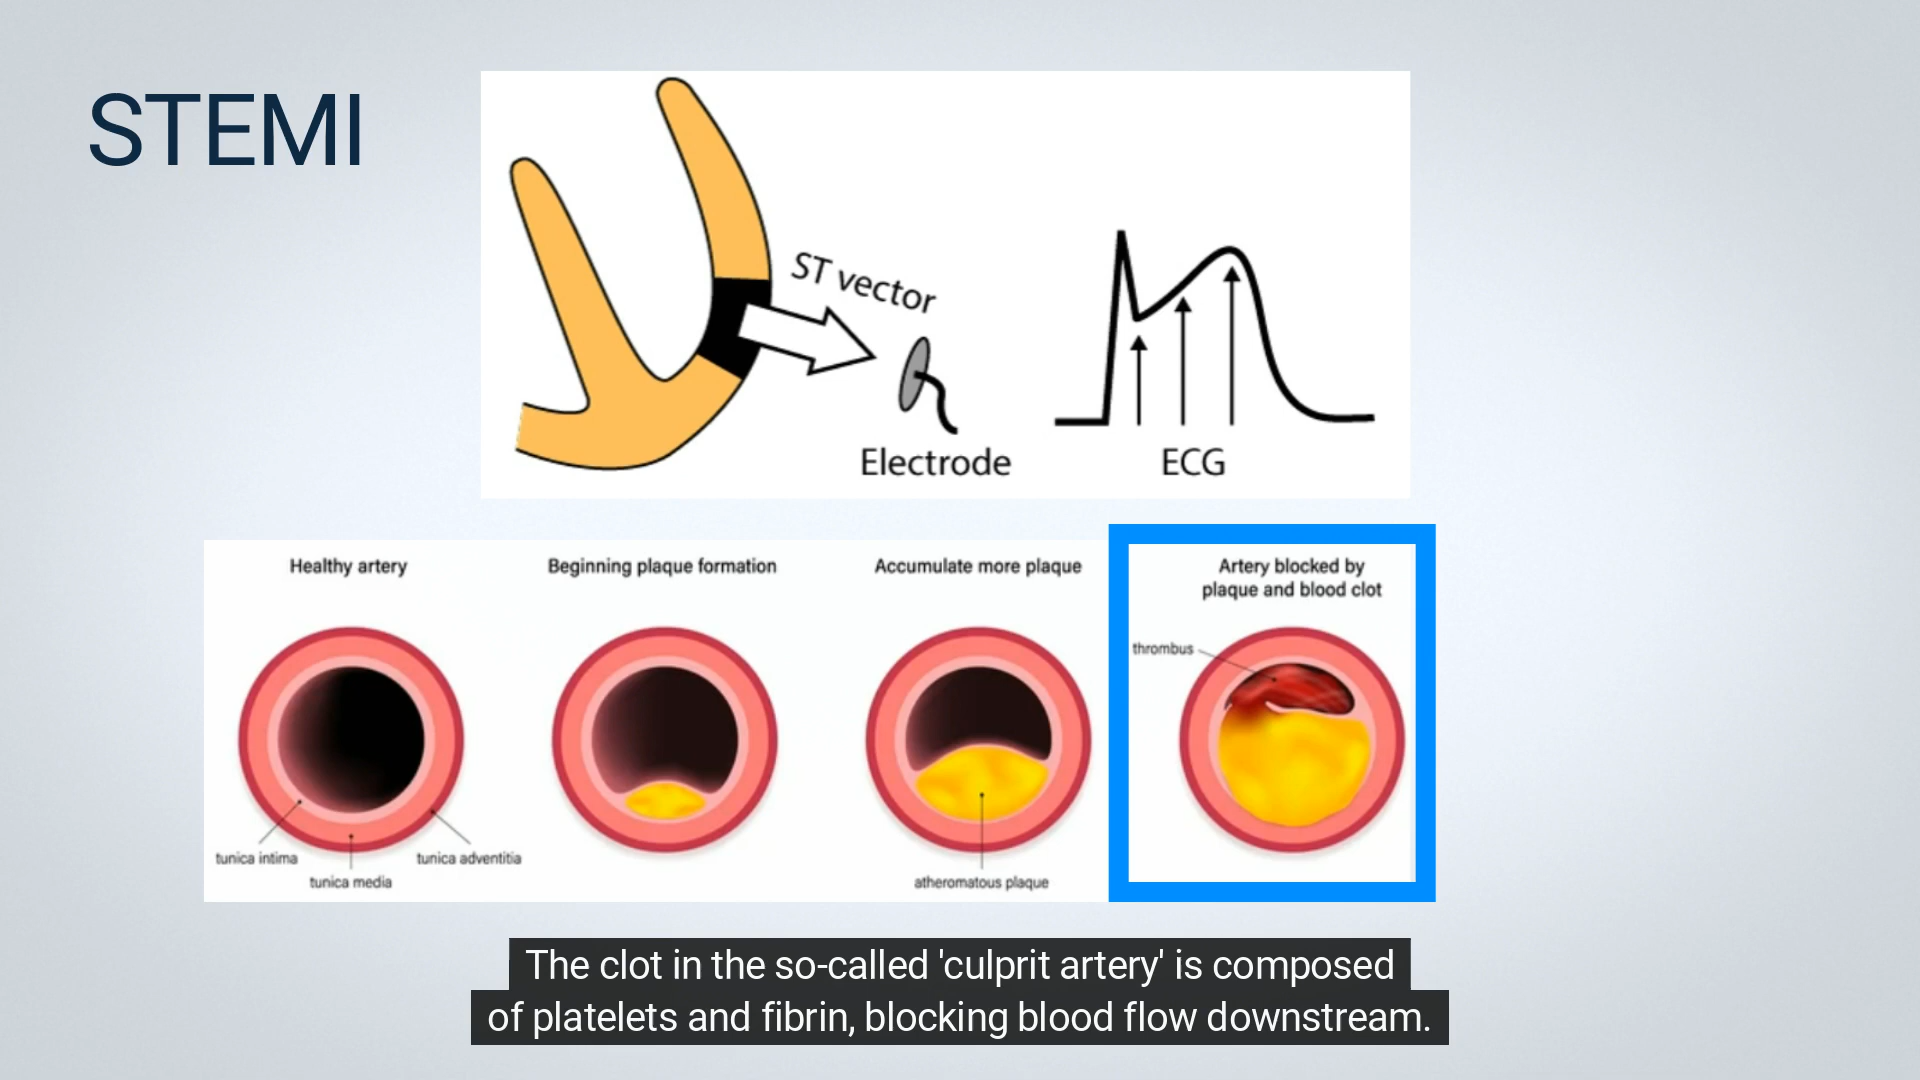 STEMI
ST vector
Electrode
ECG
Healthy artery
Beginning plaque formation
Accumulate more plaque
Artery blocked by
plaque and blood clot
thrombus
tunica intima
tunica media
tunica adventitia
atheromatous plaque
The clot in the so-called 'culprit artery' is composed
of platelets and fibrin, blocking blood flow downstream.